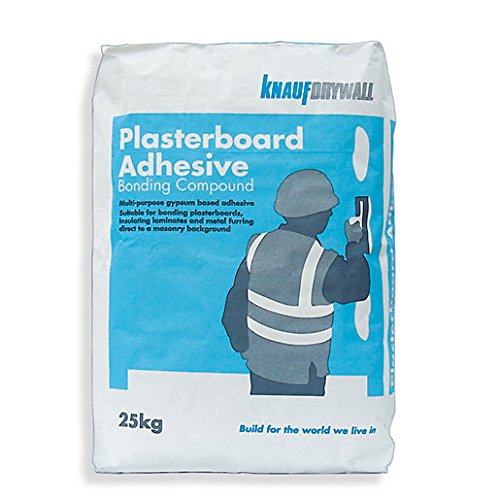 KNAUFDRYWALL
Plasterboard
Adhesive
Bonding Compound
Multi-purpose gypsum based adhesive
Suitable for bonding plasterboards,
insulating laminates and metal furring
direct to a masonry background
25kg
Build for the world we live in
Plasterboard